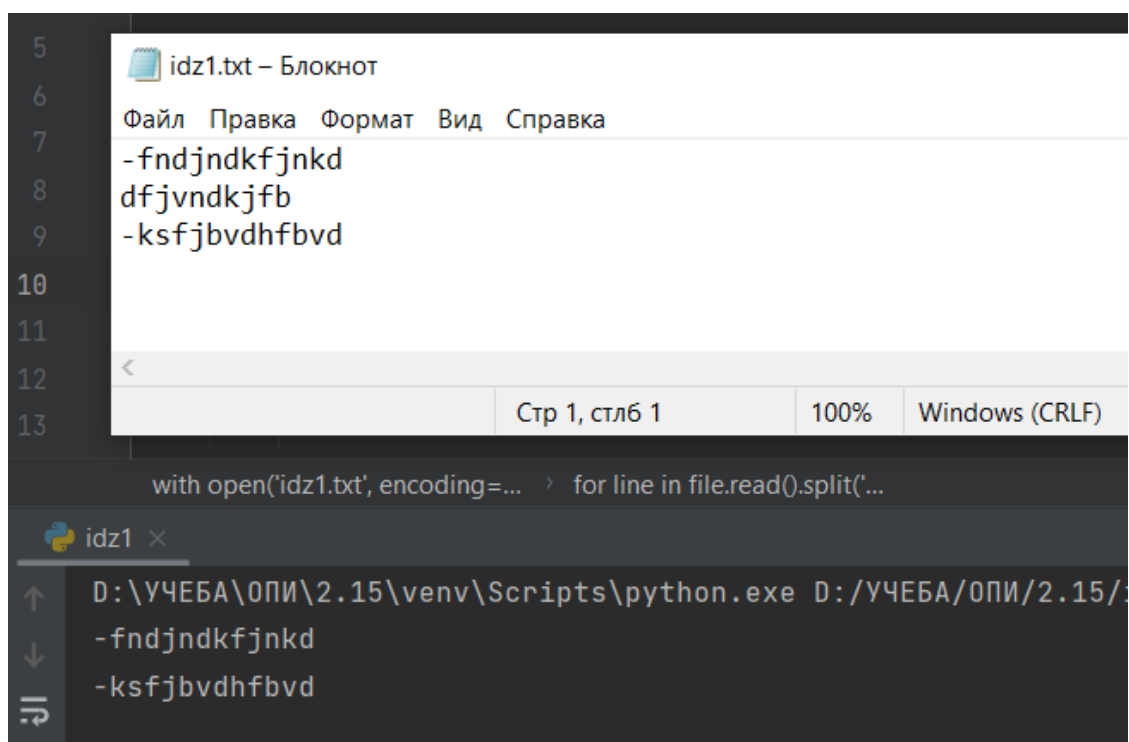 5
6
7
8
9
10
11
12
13
idz1.txt – Блокнот
Файл Правка Формат Вид Справка
-fndjndkfjnkd
dfjvndkjfb
-ksfjbvdhfbvd
Стр 1, стлб 1 100% Windows (CRLF)
with open('idz1.txt', encoding=... › for line in file.read().split('...
idz1 ×
D:\УЧЕБА\ОПИ\2.15\venv\Scripts\python.exe D:/УЧЕБА/ОПИ/2.15/
-fndjndkfjnkd
-ksfjbvdhfbvd